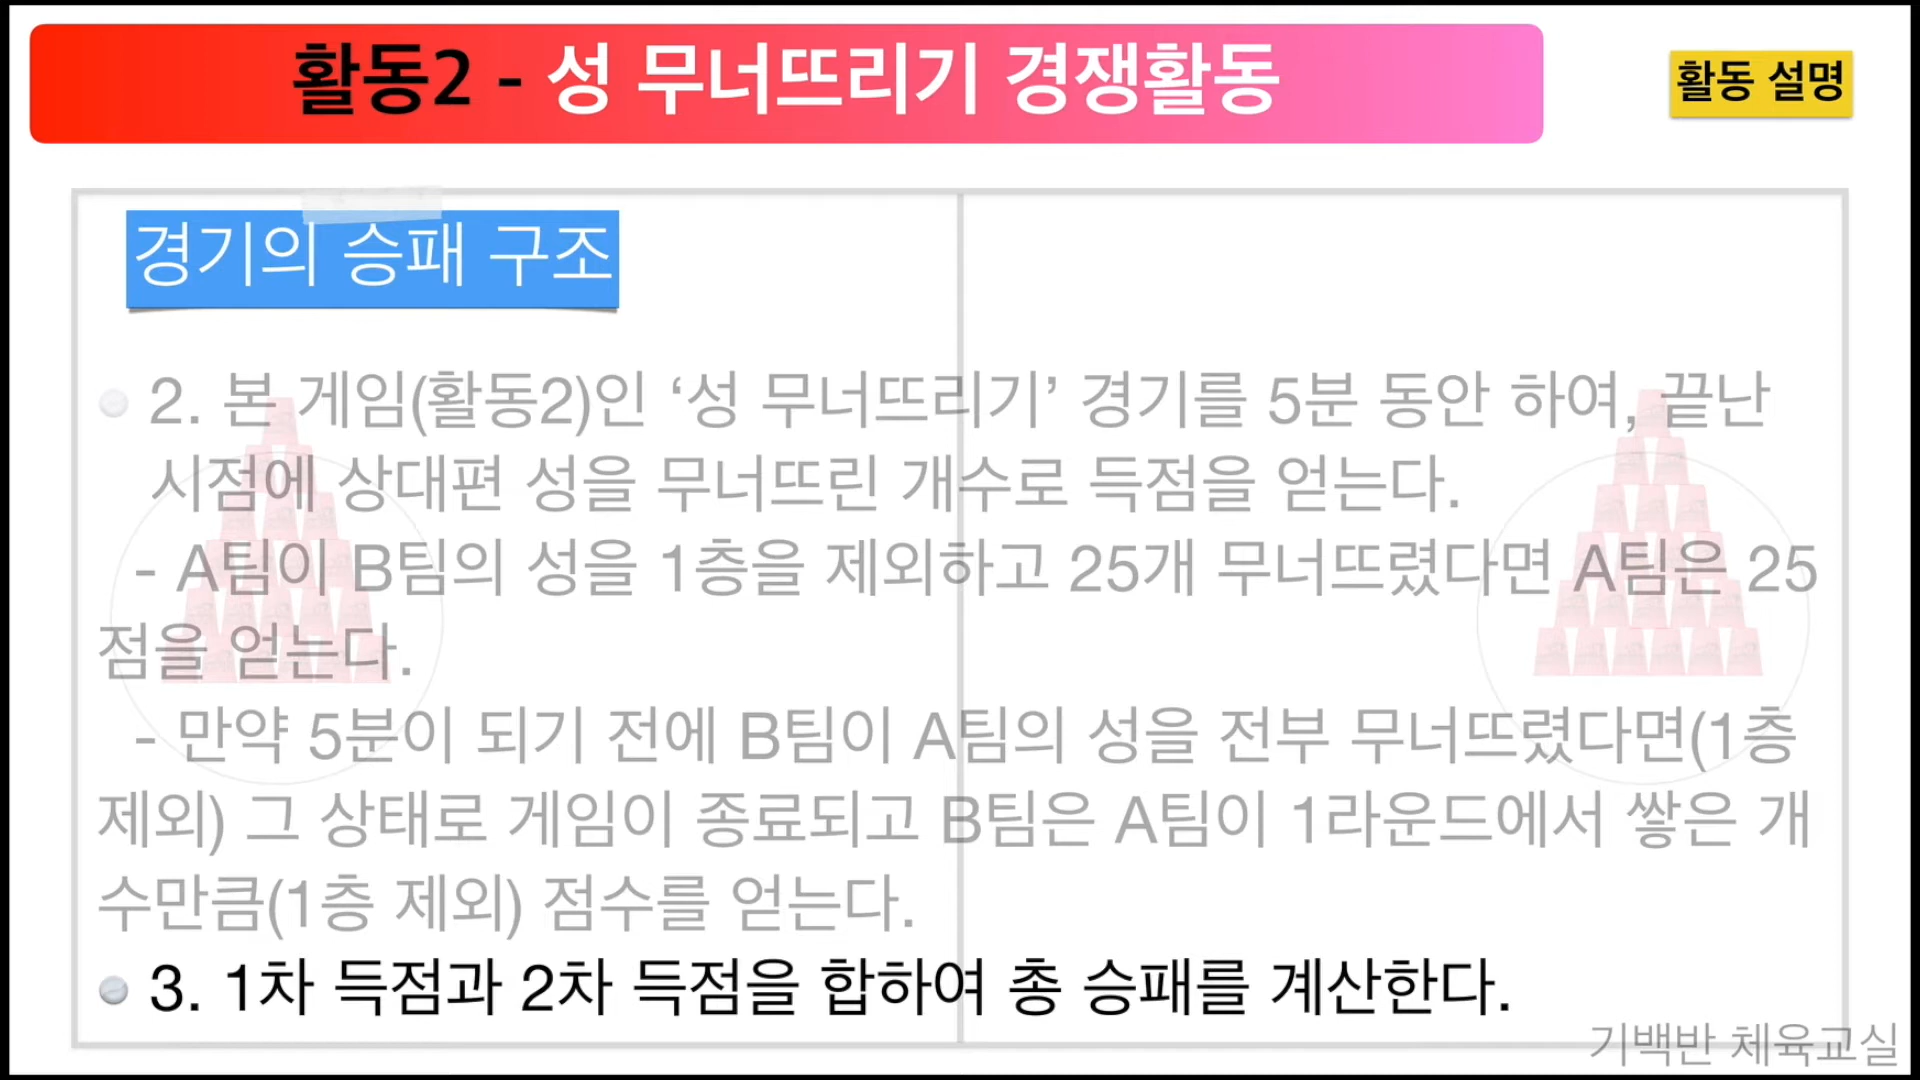 활동2 - 성 무너뜨리기 경쟁활동
활동 설명
경기의 승패 구조
2. 본 게임(활동2)인 ‘성 무너뜨리기’ 경기를 5분 동안 하여, 끝난
시점에 상대편 성을 무너뜨린 개수로 득점을 얻는다.
- A팀이 B팀의 성을 1층을 제외하고 25개 무너뜨렸다면 A팀은 25
점을 얻는다.
- 만약 5분이 되기 전에 B팀이 A팀의 성을 전부 무너뜨렸다면(1층
제외) 그 상태로 게임이 종료되고 B팀은 A팀이 1라운드에서 쌓은 개
수만큼(1층 제외) 점수를 얻는다.
3. 1차 득점과 2차 득점을 합하여 총 승패를 계산한다.
기백반 체육교실